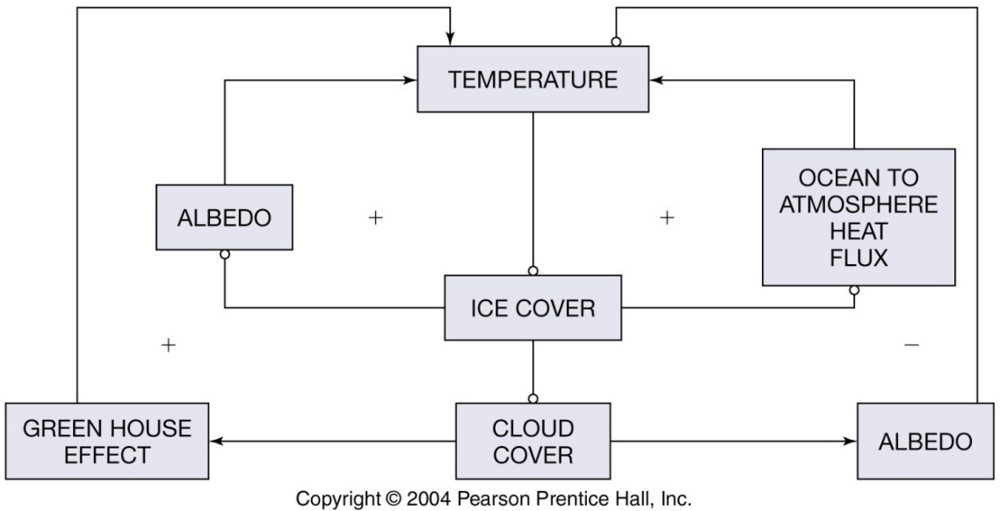 TEMPERATURE
ALBEDO
+
+
OCEAN TO
ATMOSPHERE
HEAT
FLUX
ICE COVER
+
−
GREEN HOUSE
EFFECT
CLOUD
COVER
ALBEDO
Copyright © 2004 Pearson Prentice Hall, Inc.